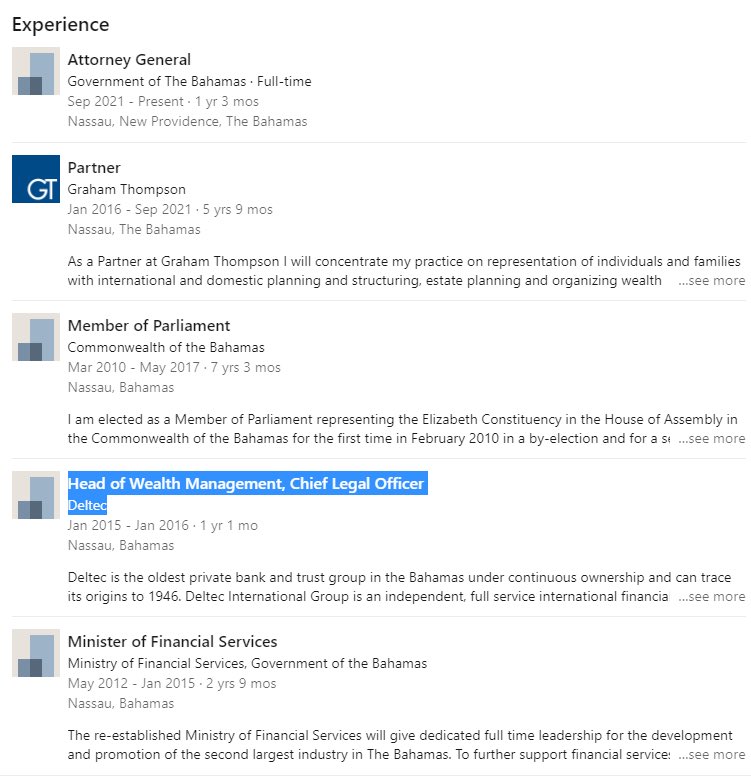 Experience
Attorney General
Government of The Bahamas · Full-time
Sep 2021 - Present · 1 yr 3 mos
Nassau, New Providence, The Bahamas
GT
Partner
Graham Thompson
Jan 2016 - Sep 2021 · 5 yrs 9 mos
Nassau, The Bahamas
As a Partner at Graham Thompson I will concentrate my practice on representation of individuals and families
with international and domestic planning and structuring, estate planning and organizing wealth ...see more
Member of Parliament
Commonwealth of the Bahamas
Mar 2010 - May 2017 · 7 yrs 3 mos
Nassau, Bahamas
I am elected as a Member of Parliament representing the Elizabeth Constituency in the House of Assembly in
the Commonwealth of the Bahamas for the first time in February 2010 in a by-election and for a se ...see more
Head of Wealth Management, Chief Legal Officer
Deltec
Jan 2015 - Jan 2016 · 1 yr 1 mo
Nassau, Bahamas
Deltec is the oldest private bank and trust group in the Bahamas under continuous ownership and can trace
its origins to 1946. Deltec International Group is an independent, full service international financia ...see more
Minister of Financial Services
Ministry of Financial Services, Government of the Bahamas
May 2012 - Jan 2015 · 2 yrs 9 mos
Nassau, Bahamas
The re-established Ministry of Financial Services will give dedicated full time leadership for the development
and promotion of the second largest industry in The Bahamas. To further support financial services ...see more